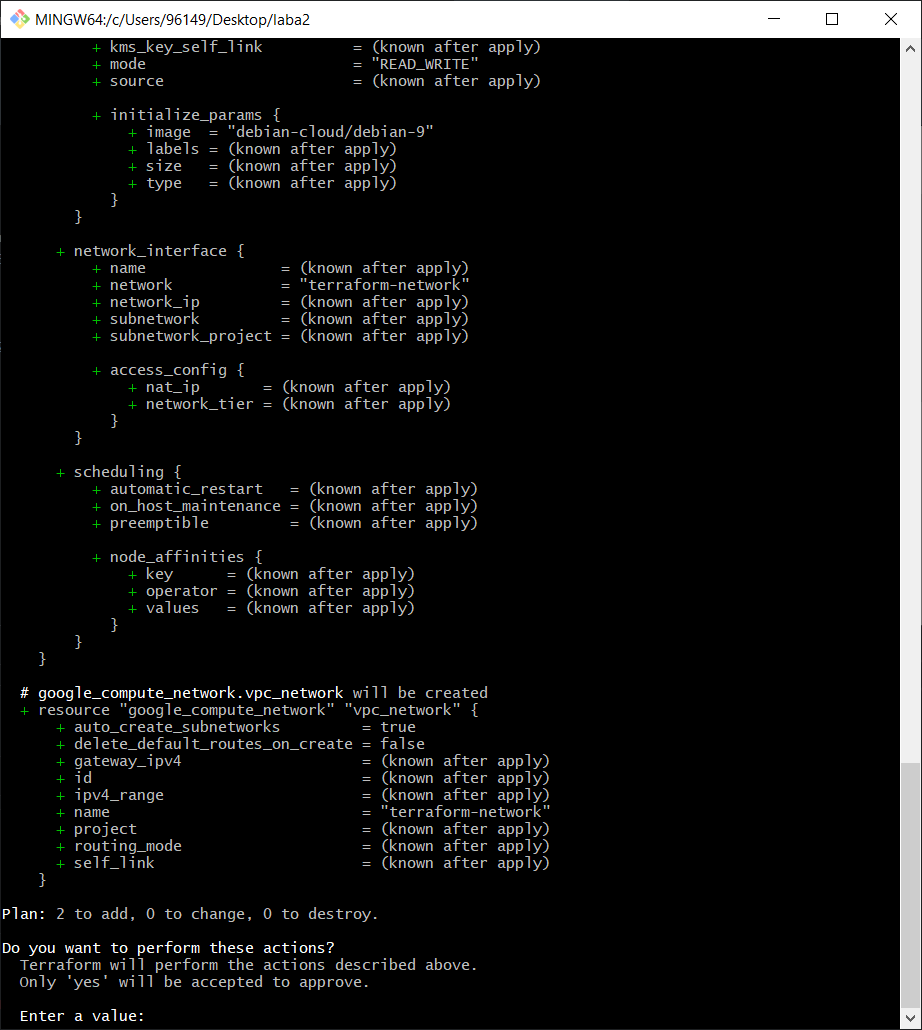 MINGW64:/c/Users/96149/Desktop/laba2
+ kms_key_self_link          = (known after apply)
+ mode                       = "READ_WRITE"
+ source                     = (known after apply)
+ initialize_params {
+ image  = "debian-cloud/debian-9"
+ labels = (known after apply)
+ size   = (known after apply)
+ type   = (known after apply)
}
}
+ network_interface {
+ name               = (known after apply)
+ network            = "terraform-network"
+ network_ip         = (known after apply)
+ subnetwork         = (known after apply)
+ subnetwork_project = (known after apply)
+ access_config {
+ nat_ip       = (known after apply)
+ network_tier = (known after apply)
}
}
+ scheduling {
+ automatic_restart   = (known after apply)
+ on_host_maintenance = (known after apply)
+ preemptible         = (known after apply)
+ node_affinities {
+ key      = (known after apply)
+ operator = (known after apply)
+ values   = (known after apply)
}
}
}
# google_compute_network.vpc_network will be created
+ resource "google_compute_network" "vpc_network" {
+ auto_create_subnetworks         = true
+ delete_default_routes_on_create = false
+ gateway_ipv4                    = (known after apply)
+ id                              = (known after apply)
+ ipv4_range                      = (known after apply)
+ name                            = "terraform-network"
+ project                         = (known after apply)
+ routing_mode                    = (known after apply)
+ self_link                       = (known after apply)
}
Plan: 2 to add, 0 to change, 0 to destroy.
Do you want to perform these actions?
Terraform will perform the actions described above.
Only 'yes' will be accepted to approve.
Enter a value: